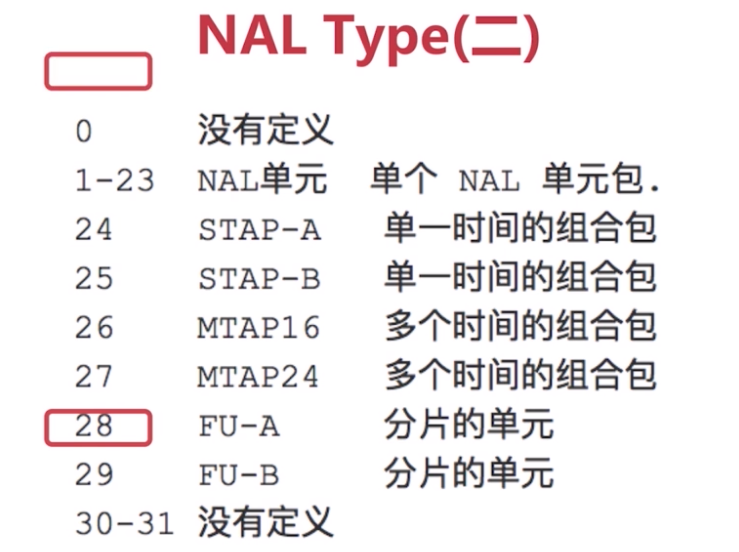 NAL Type(二)
0 没有定义
1-23 NAL单元 单个 NAL 单元包.
24 STAP-A 单一时间的组合包
25 STAP-B 单一时间的组合包
26 MTAP16 多个时间的组合包
27 MTAP24 多个时间的组合包
28 FU-A 分片的单元
29 FU-B 分片的单元
30-31 没有定义